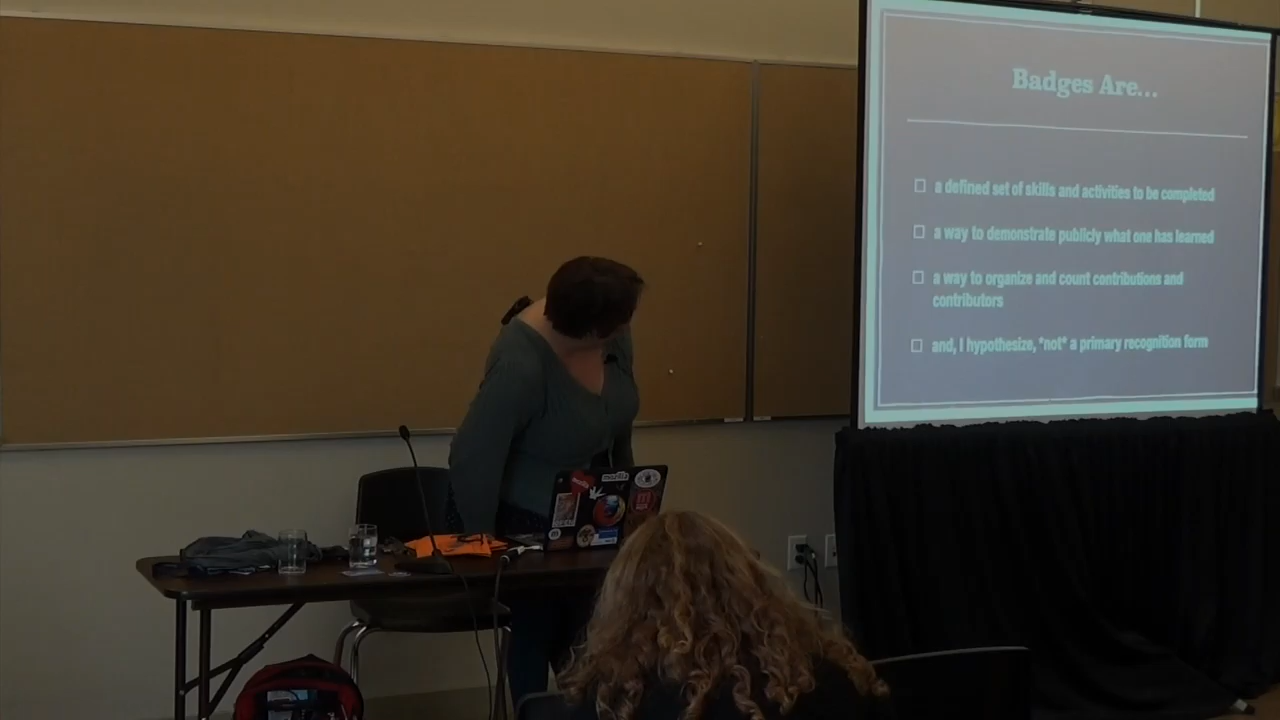 Badges Are...
a defined set of skills and activities to be completed
a way to demonstrate publicly what one has learned
a way to organize and count contributions and
contributors
and, I hypothesize, *not* a primary recognition form
mozilla